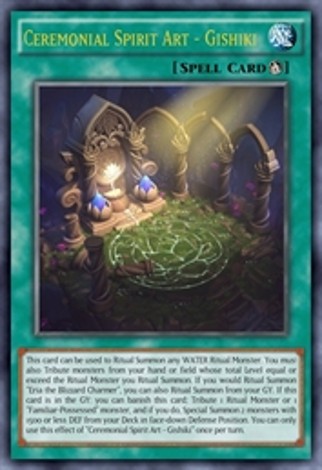 Ceremonial Spirit Art - Gishiki
[Spell Card]
This card can be used to Ritual Summon any WATER Ritual Monster. You must
also Tribute monsters from your hand or field whose total Level equal or
exceed the Ritual Monster you Ritual Summon. If you would Ritual Summon
"Eria the Blizzard Charmer", you can also Ritual Summon from your GY. If this
card is in the GY: you can banish this card; Tribute 1 Ritual Monster or 1
"Familiar-Possessed" monster, and if you do, Special Summon 2 monsters with
1500 or less DEF from your Deck in face-down Defense Position. You can only
use this effect of "Ceremonial Spirit Art - Gishiki" once per turn.